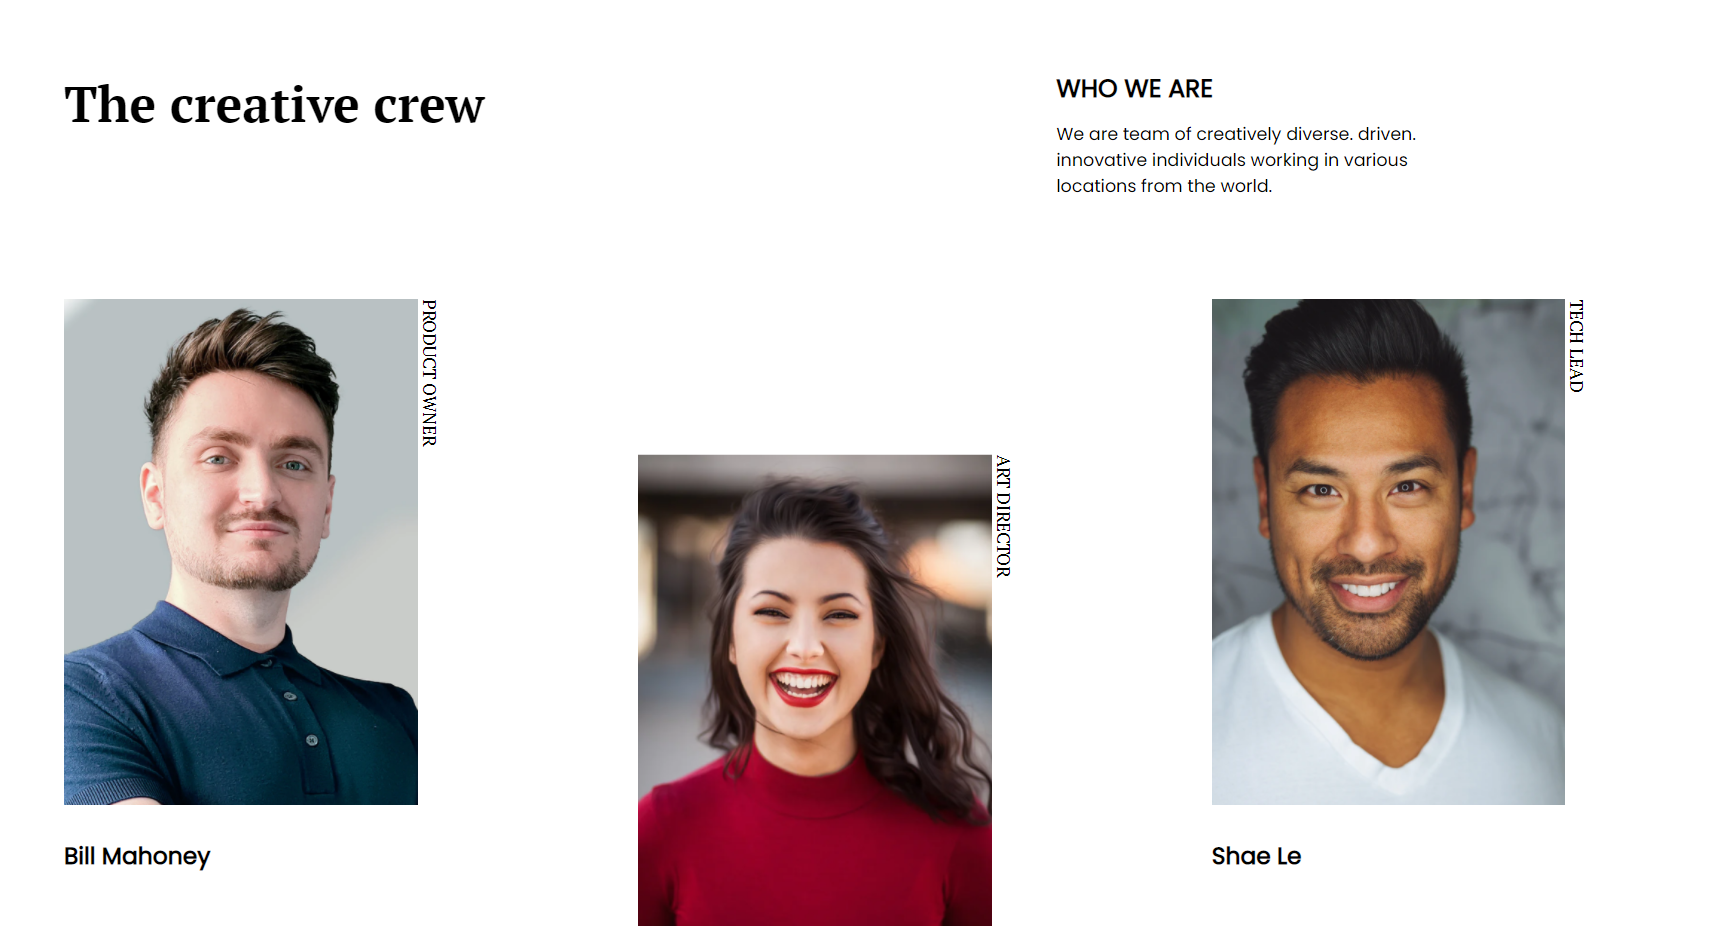 The creative crew
WHO WE ARE
We are team of creatively diverse. driven.
innovative individuals working in various
locations from the world.
PRODUCT OWNER
Bill Mahoney
ART DIRECTOR
TECH LEAD
Shae Le